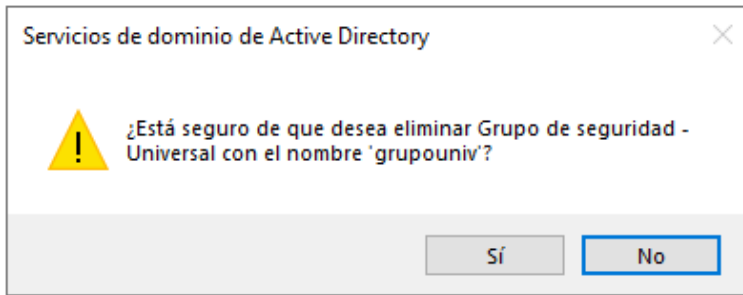 Servicios de dominio de Active Directory
¿Está seguro de que desea eliminar Grupo de seguridad -
Universal con el nombre 'grupouniv'?
Sí
No